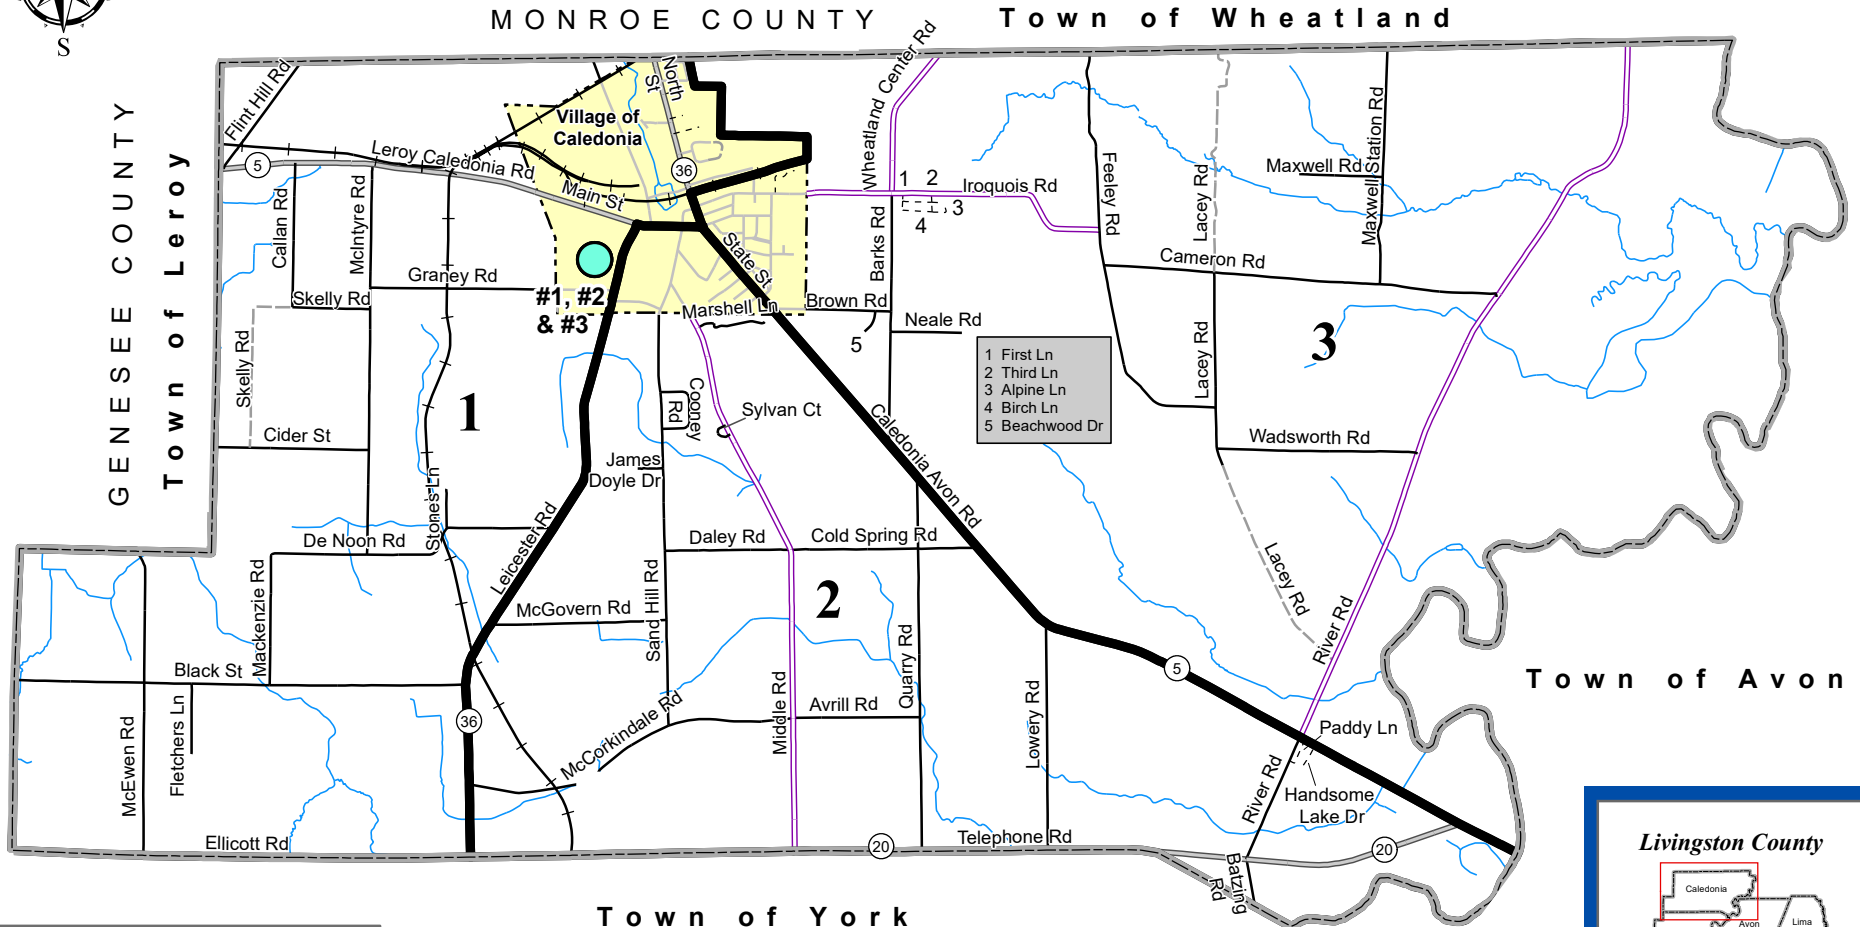 S
MONROE COUNTY
Town of Wheatland
GENESEE COUNTY
Town of Leroy
Flint Hill Rd
5
Leroy Caledonia Rd
Village of
Caledonia
North
St
36
Main St
State St
Wheatland Center Rd
1
2
3
4
Iroquois Rd
Feeley Rd
Lacey Rd
Maxwell Rd
Maxwell Station Rd
Callan Rd
McIntyre Rd
Graney Rd
Skelly Rd
Skelly Rd
#1, #2
& #3
Marshell Ln
Barks Rd
Brown Rd
5
Neale Rd
Cameron Rd
Lacey Rd
3
1 First Ln
2 Third Ln
3 Alpine Ln
4 Birch Ln
5 Beachwood Dr
1
Cider St
Cooney
Rd
Sylvan Ct
Caledonia Avon Rd
Wadsworth Rd
James
Doyle Dr
Stones Ln
De Noon Rd
Leicester Rd
Daley Rd
Cold Spring Rd
Lacey Rd
Mackenzie Rd
McGovern Rd
Sand Hill Rd
2
Quarry Rd
River Rd
Black St
5
Town of Avon
McEwen Rd
Fletchers Ln
36
McCorkindale Rd
Middle Rd
Avrill Rd
Lowery Rd
Paddy Ln
River Rd
Handsome
Lake Dr
Ellicott Rd
20
Telephone Rd
20
Batzing
Rd
Town of York
Livingston County
Caledonia
Avon
Lima